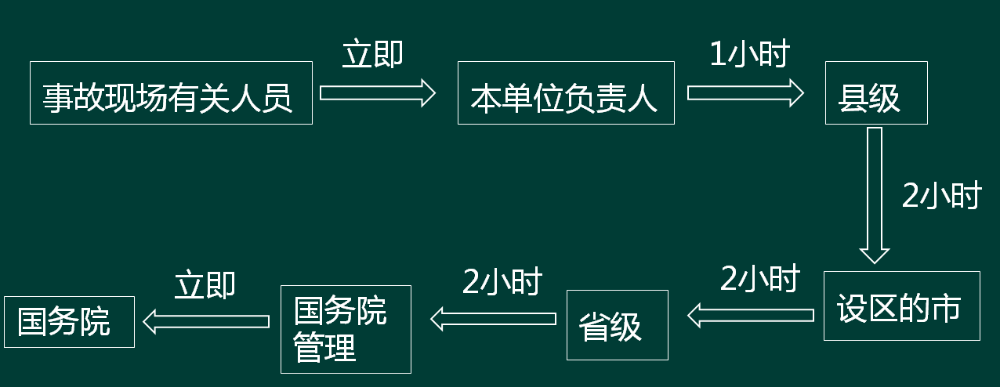 事故现场有关人员
立即
本单位负责人
1小时
县级
2小时
设区的市
2小时
省级
2小时
国务院
管理
立即
国务院